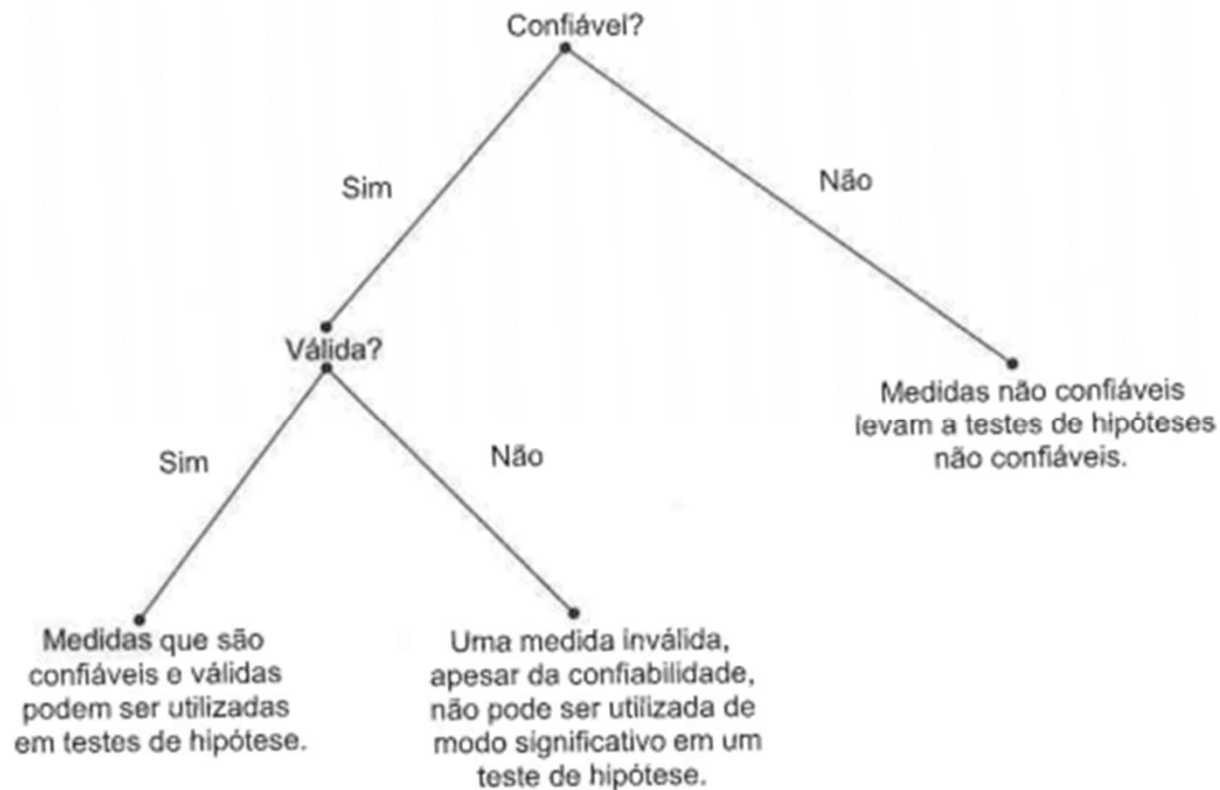 Confiável?
Sim
Não
Válida?
Sim
Não
Medidas não confiáveis
levam a testes de hipóteses
não confiáveis.
Medidas que são
confiáveis e válidas
podem ser utilizadas
em testes de hipótese.
Uma medida inválida,
apesar da confiabilidade,
não pode ser utilizada de
modo significativo em um
teste de hipótese.